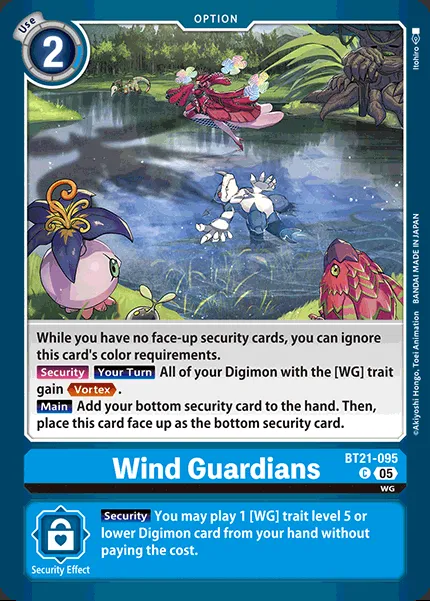 OPTION
Use
2
Itohiro
While you have no face-up security cards, you can ignore
this card's color requirements.
Security Your Turn All of your Digimon with the [WG] trait
gain Vortex.
Main Add your bottom security card to the hand. Then,
place this card face up as the bottom security card.
©Akiyoshi Hongo, Toei Animation BANDAI MADE IN JAPAN
Wind Guardians
BT21-095
C 05
WG
Security You may play 1 [WG] trait level 5 or
lower Digimon card from your hand without
paying the cost.
Security Effect